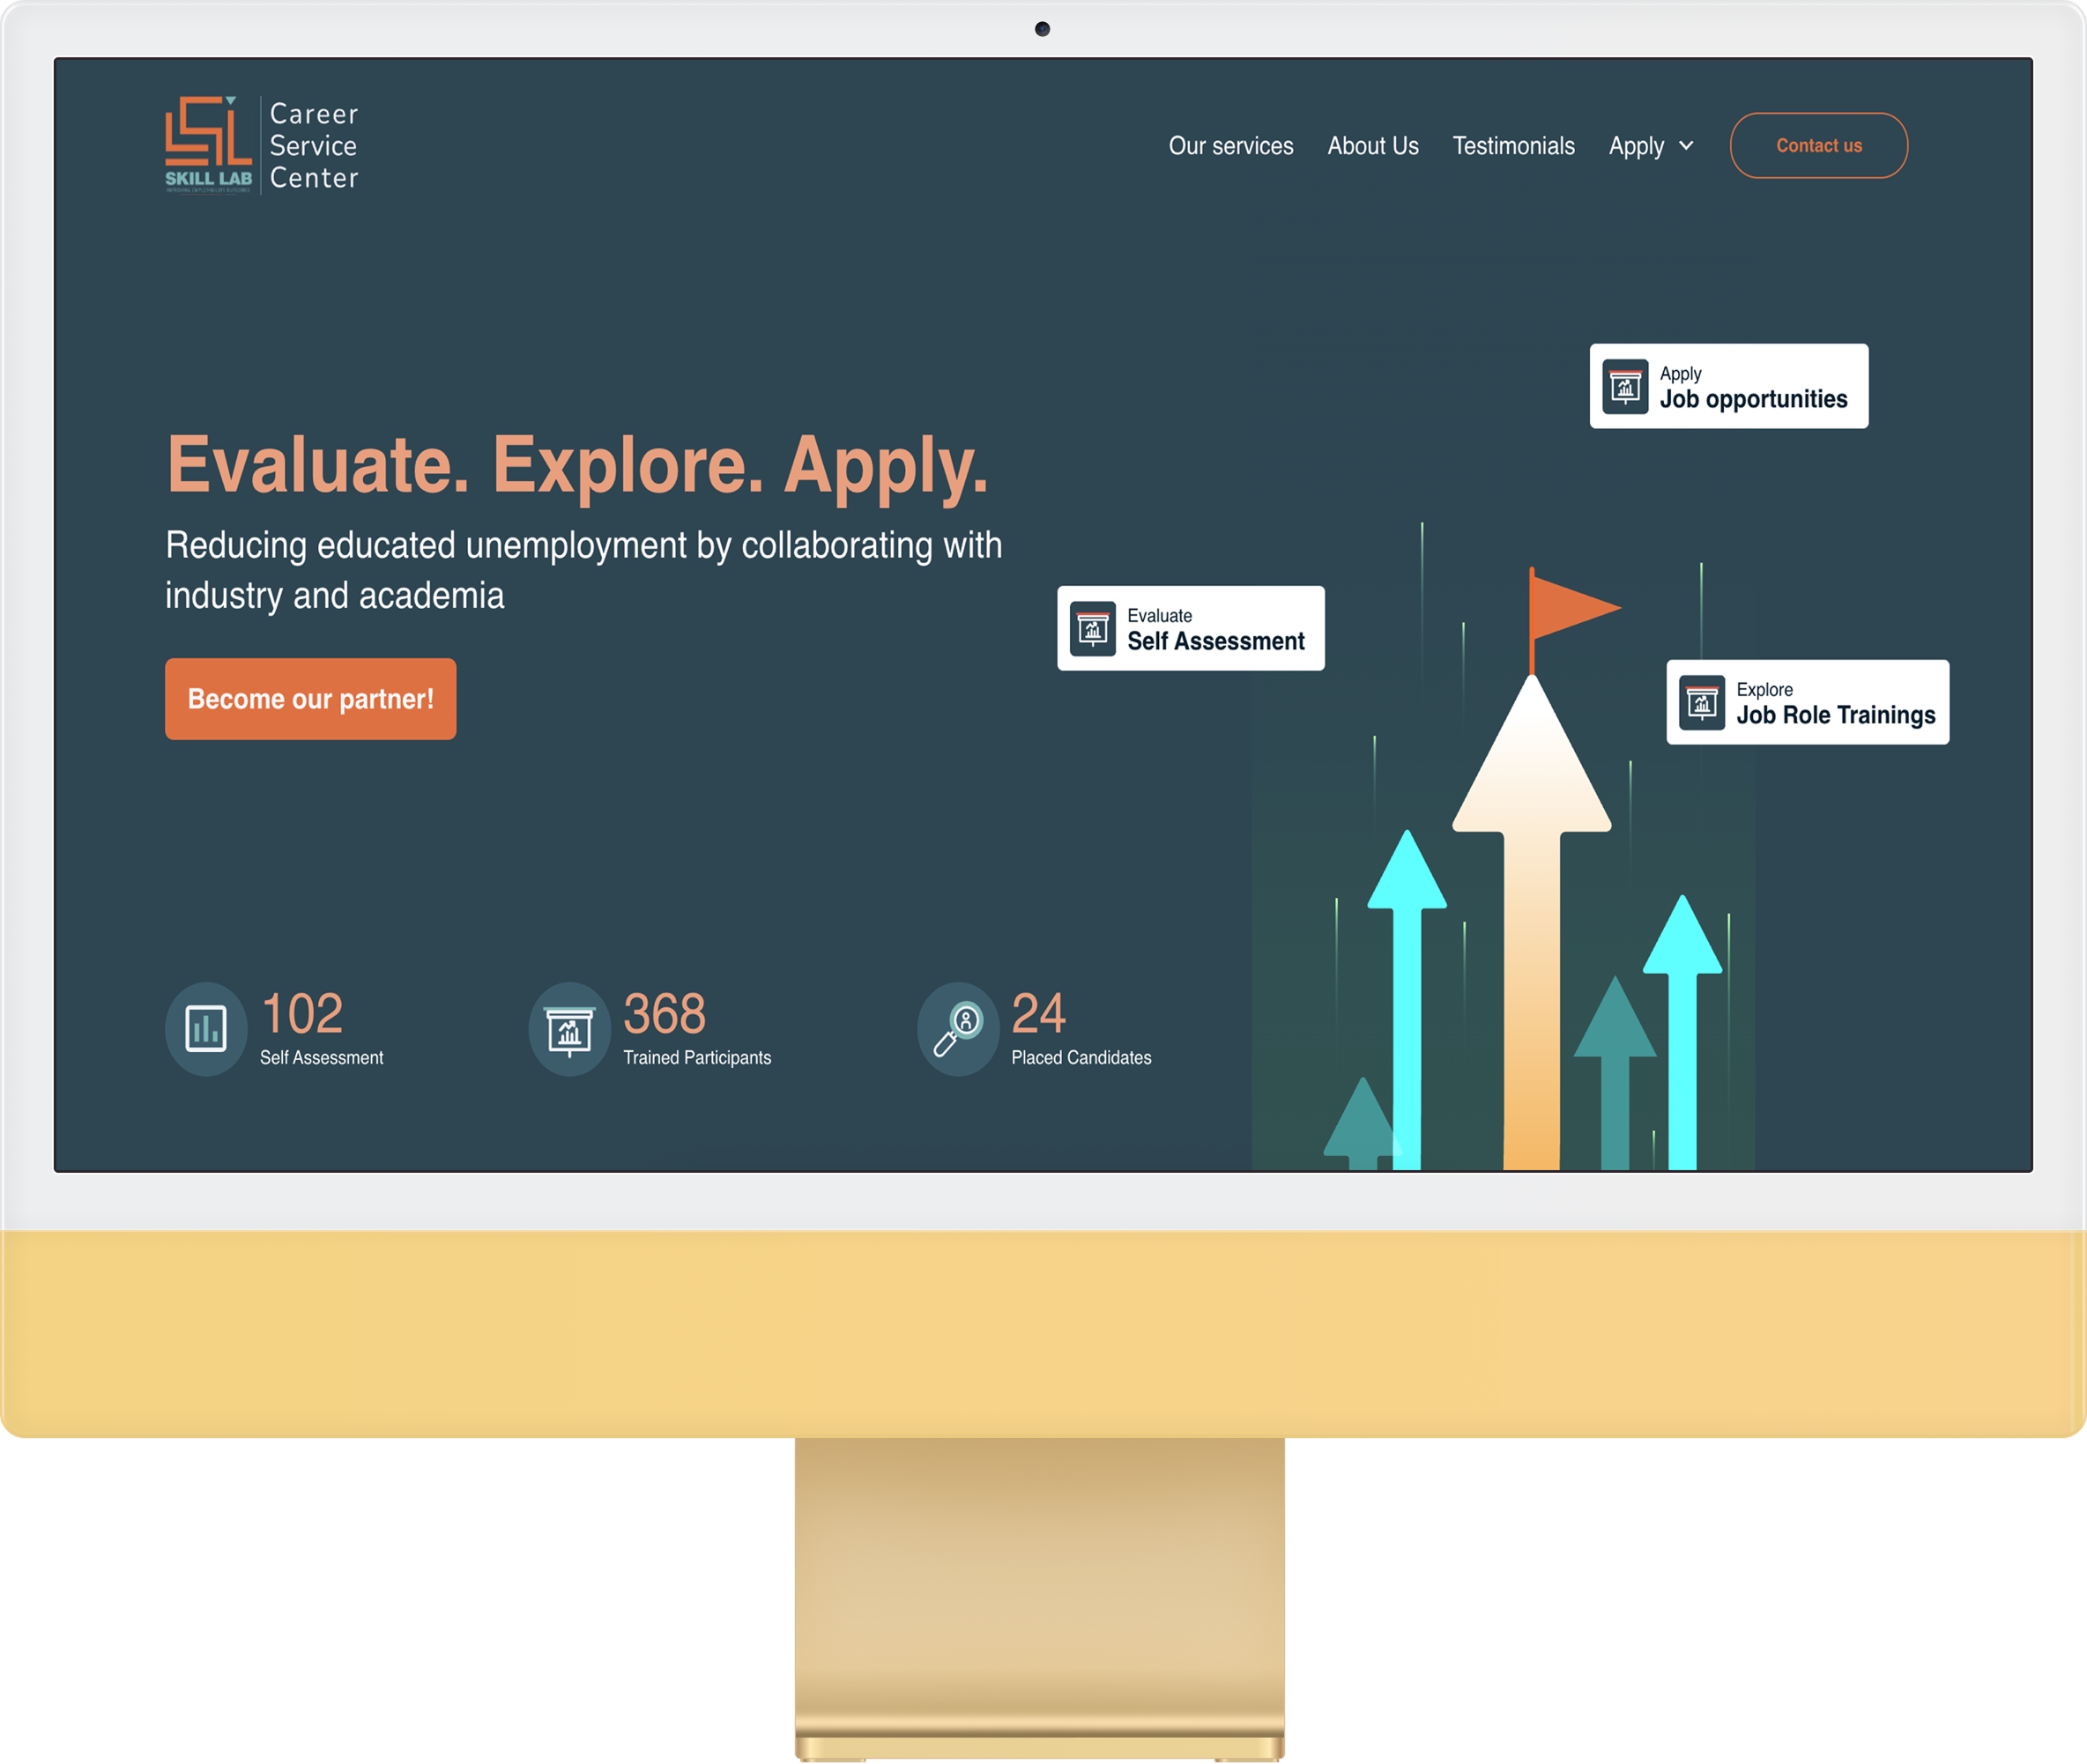 SKILL LAB
Career
Service
Center
Our services
About Us
Testimonials
Apply
Contact us
Apply
Job opportunities
Evaluate. Explore. Apply.
Reducing educated unemployment by collaborating with
industry and academia
Become our partner!
Evaluate
Self Assessment
Explore
Job Role Trainings
102
Self Assessment
368
Trained Participants
24
Placed Candidates